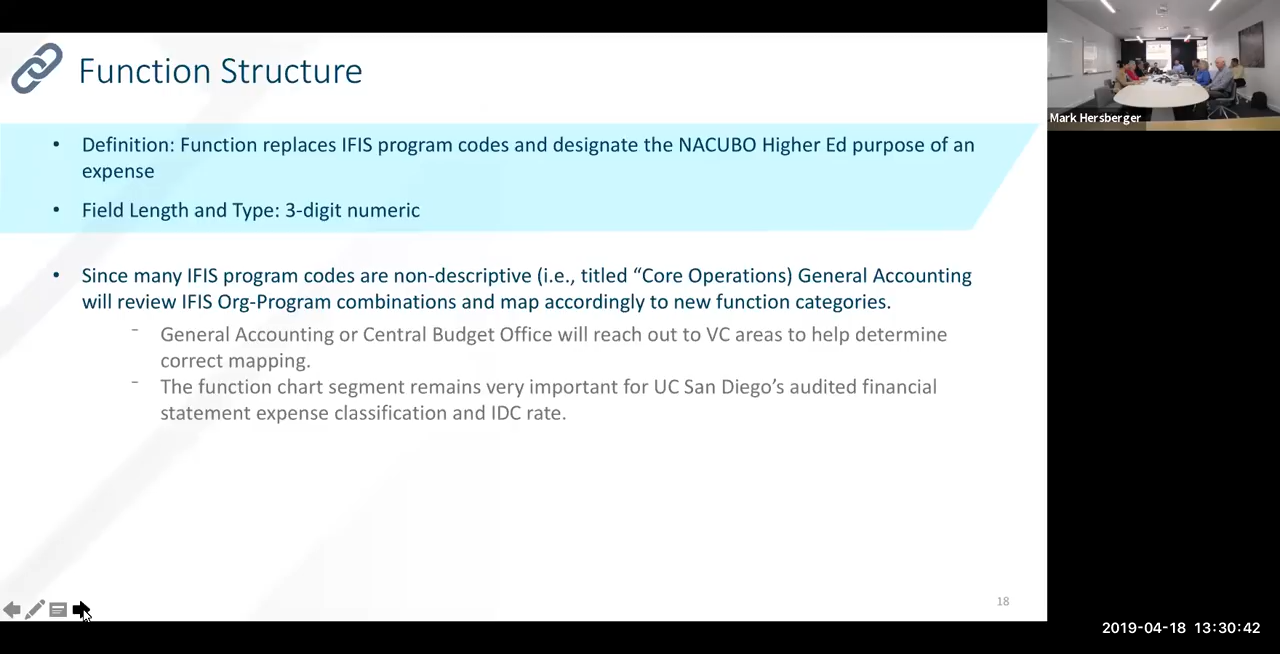 Function Structure
• Definition: Function replaces IFIS program codes and designate the NACUBO Higher Ed purpose of an
expense
• Field Length and Type: 3-digit numeric
• Since many IFIS program codes are non-descriptive (i.e., titled “Core Operations) General Accounting
will review IFIS Org-Program combinations and map accordingly to new function categories.
- General Accounting or Central Budget Office will reach out to VC areas to help determine
correct mapping.
- The function chart segment remains very important for UC San Diego’s audited financial
statement expense classification and IDC rate.
18
Mark Hersberger
2019-04-18 13:30:42